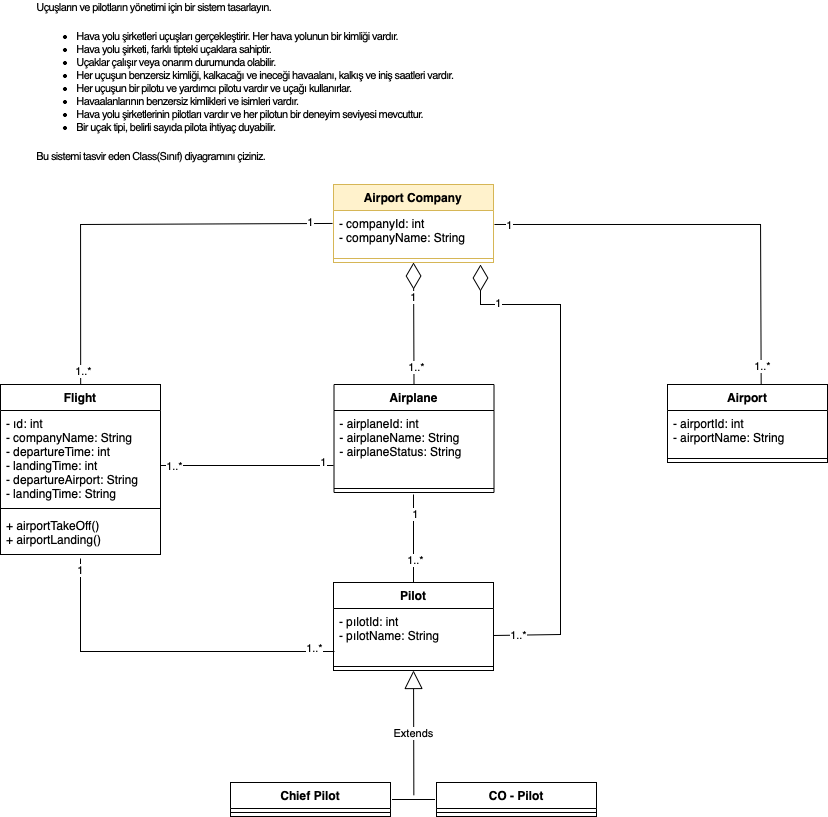 Uçuşların ve pilotların yönetimi için bir sistem tasarlayın.
Hava yolu şirketleri uçuşları gerçekleştirir. Her hava yolunun bir kimliği vardır.
Hava yolu şirketi, farklı tipteki uçaklara sahiptir.
Uçaklar çalışır veya onarım durumunda olabilir.
Her uçuşun benzersiz kimliği, kalkacağı ve ineceği havaalanı, kalkış ve iniş saatleri vardır.
Her uçuşun bir pilotu ve yardımcı pilotu vardır ve uçağı kullanırlar.
Havaalanlarının benzersiz kimlikleri ve isimleri vardır.
Hava yolu şirketlerinin pilotları vardır ve her pilotun bir deneyim seviyesi mevcuttur.
Bir uçak tipi, belirli sayıda pilota ihtiyaç duyabilir.
Bu sistemi tasvir eden Class(Sınıf) diyagramını çiziniz.
Airport Company
- companyId: int
- companyName: String
1
1
1
1
1..*
1..*
1..*
Flight
- ıd: int
- companyName: String
- departureTime: int
- landingTime: int
- departureAirport: String
- landingTime: String
+ airportTakeOff()
+ airportLanding()
Airplane
- airplaneId: int
- airplaneName: String
- airplaneStatus: String
Airport
- airportId: int
- airportName: String
1..*
1
1
1..*
1
1..*
1..*
Pilot
- pılotId: int
- pılotName: String
Extends
Chief Pilot
CO - Pilot